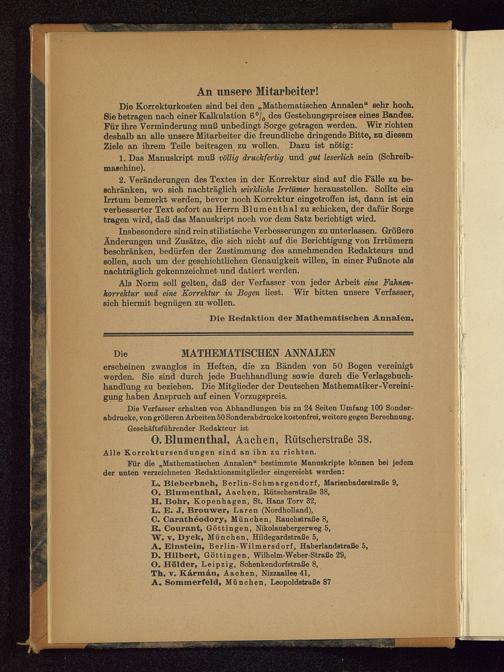 An unsere Mitarbeiter!
Die Korrekturkosten sind bei den „Mathematischen Annalen" sehr hoch.
Sie betragen nach einer Kalkulation 6% des Gestehungspreises eines Bandes.
Für ihre Verminderung muß unbedingt Sorge getragen werden. Wir richten
deshalb an alle unsere Mitarbeiter die freundliche dringende Bitte, zu diesem
Ziele an ihrem Teile beitragen zu wollen. Dazu ist nötig:
1. Das Manuskript muß völlig druckfertig und gut leserlich sein (Schreib-
maschine).
2. Veränderungen des Textes in der Korrektur sind auf die Fälle zu be-
schränken, wo sich nachträglich wirkliche Irrtümer herausstellen. Sollte ein
Irrtum bemerkt werden, bevor noch Korrektur eingetroffen ist, dann ist ein
verbesserter Text sofort an Herrn Blumenthal zu schicken, der dafür Sorge
tragen wird, daß das Manuskript noch vor dem Satz berichtigt wird.
Insbesondere sind rein stilistische Verbesserungen zu unterlassen. Größere
Änderungen und Zusätze, die sich nicht auf die Berichtigung von Irrtümern
beschränken, bedürfen der Zustimmung des annehmenden Redakteurs und
sollen, auch um der geschichtlichen Genauigkeit willen, in einer Fußnote als
nachträglich gekennzeichnet und datiert werden.
Als Norm soll gelten, daß der Verfasser von jeder Arbeit eine Fahnen-
korrektur und eine Korrektur in Bogen liest. Wir bitten unsere Verfasser,
sich hiermit begnügen zu wollen.
Die Redaktion der Mathematischen Annalen.
Die MATHEMATISCHEN ANNALEN
erscheinen zwanglos in Heften, die zu Bänden von 50 Bogen vereinigt
werden. Sie sind durch jede Buchhandlung sowie durch die Verlagsbuch-
handlung zu beziehen. Die Mitglieder der Deutschen Mathematiker-Vereini-
gung haben Anspruch auf einen Vorzugspreis.
Die Verfasser erhalten von Abhandlungen bis zu 24 Seiten Umfang 100 Sonder-
abdrucke, von größeren Arbeiten 50 Sonderabdrucke kostenfrei, weitere gegen Berechnung.
Geschäftsführender Redakteur ist
O. Blumenthal, Aachen, Rütscherstraße 38.
Alle Korrektursendungen sind an ihn zu richten.
Für die „Mathematischen Annalen" bestimmte Manuskripte können bei jedem
der unten verzeichneten Redaktionsmitglieder eingereicht werden:
L. Bieberbach, Berlin-Schmargendorf, Marienbaderstraße 9,
O. Blumenthal, Aachen, Rütscherstraße 38,
H. Bohr, Kopenhagen, St. Hans Torv 32,
L. E. J. Brouwer, Laren (Nordholland),
C. Carathéodory, München, Rauchstraße 8,
R. Courant, Göttingen, Nikolausbergerweg 5,
W. v. Dyck, München, Hildegardstraße 5,
A. Einstein, Berlin-Wilmersdorf, Haberlandstraße 5,
D. Hilbert, Göttingen, Wilhelm-Weber-Straße 29,
O. Hölder, Leipzig, Schenkendorfstraße 8,
Th. v. Kármán, Aachen, Nizzaallee 41,
A. Sommerfeld, München, Leopoldstraße 87